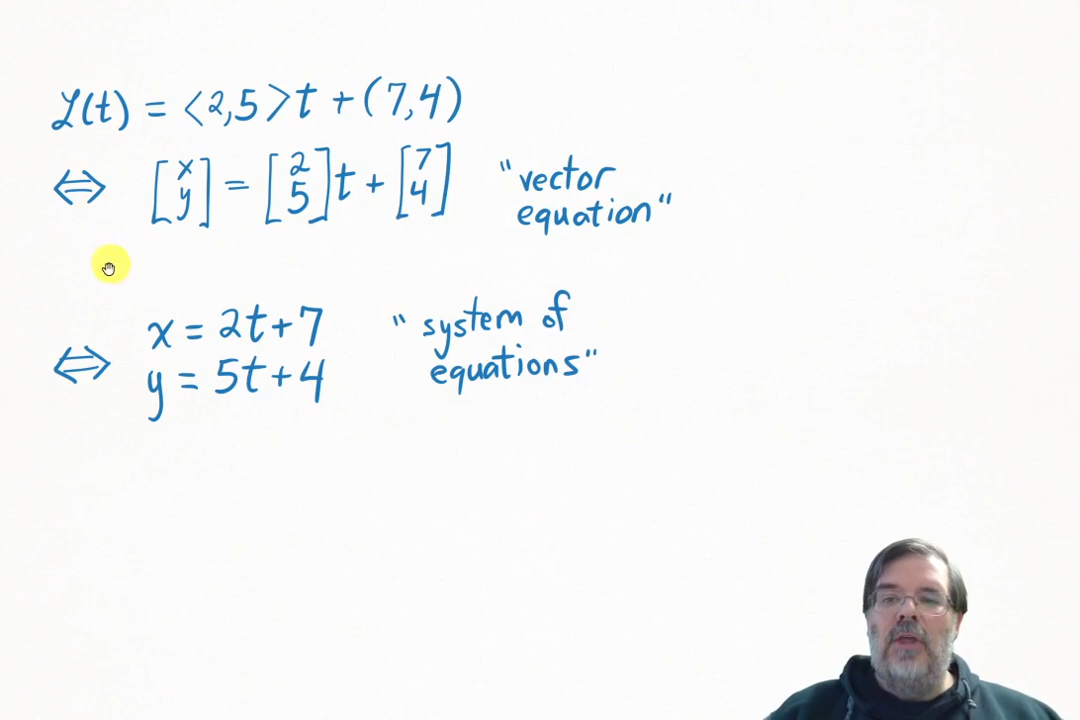 ℒ(t) = <2,5>t + (7,4)
⇔ [x y] = [2 5]t + [7 4] "vector
equation"
x = 2t+7 "system of
⇔ y = 5t+4 equations"